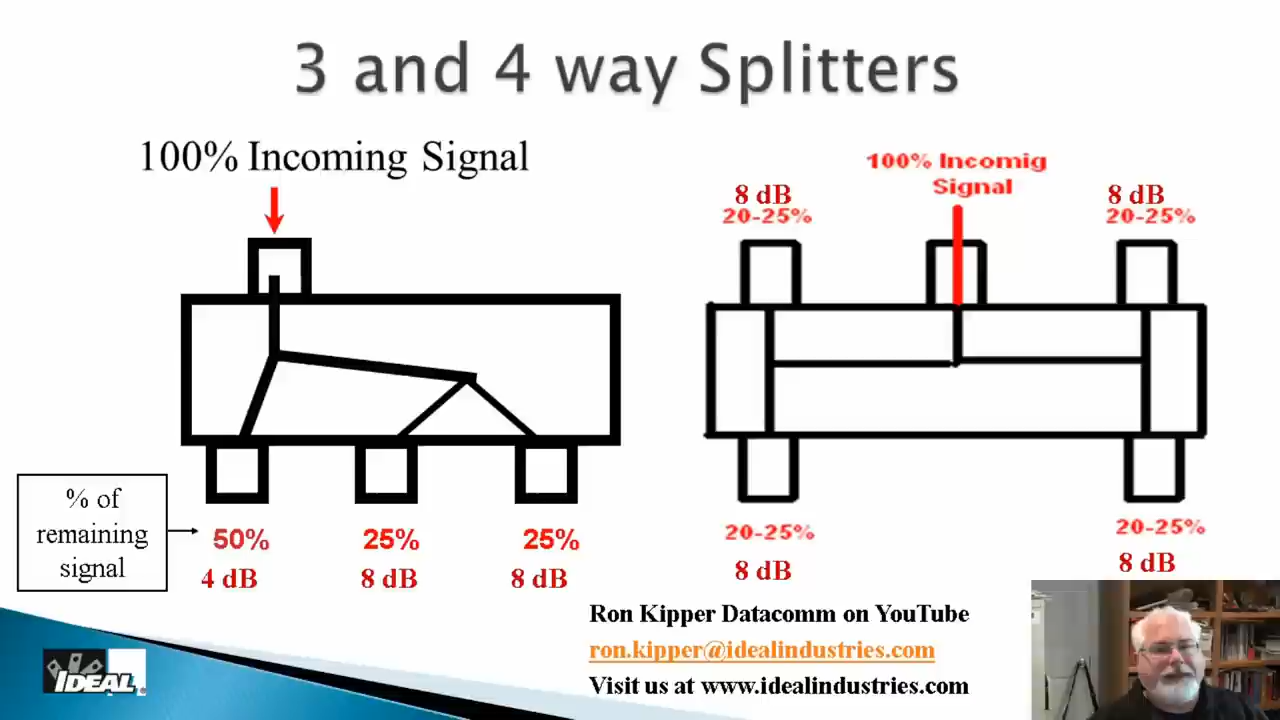 3 and 4 way Splitters
100% Incoming Signal
100% Incomig
Signal
8 dB
20-25%
8 dB
20-25%
% of
remaining
signal
50%
25%
25%
4 dB
8 dB
8 dB
20-25%
8 dB
20-25%
8 dB
Ron Kipper Datacomm on YouTube
ron.kipper@idealindustries.com
Visit us at www.idealindustries.com
IDEAL